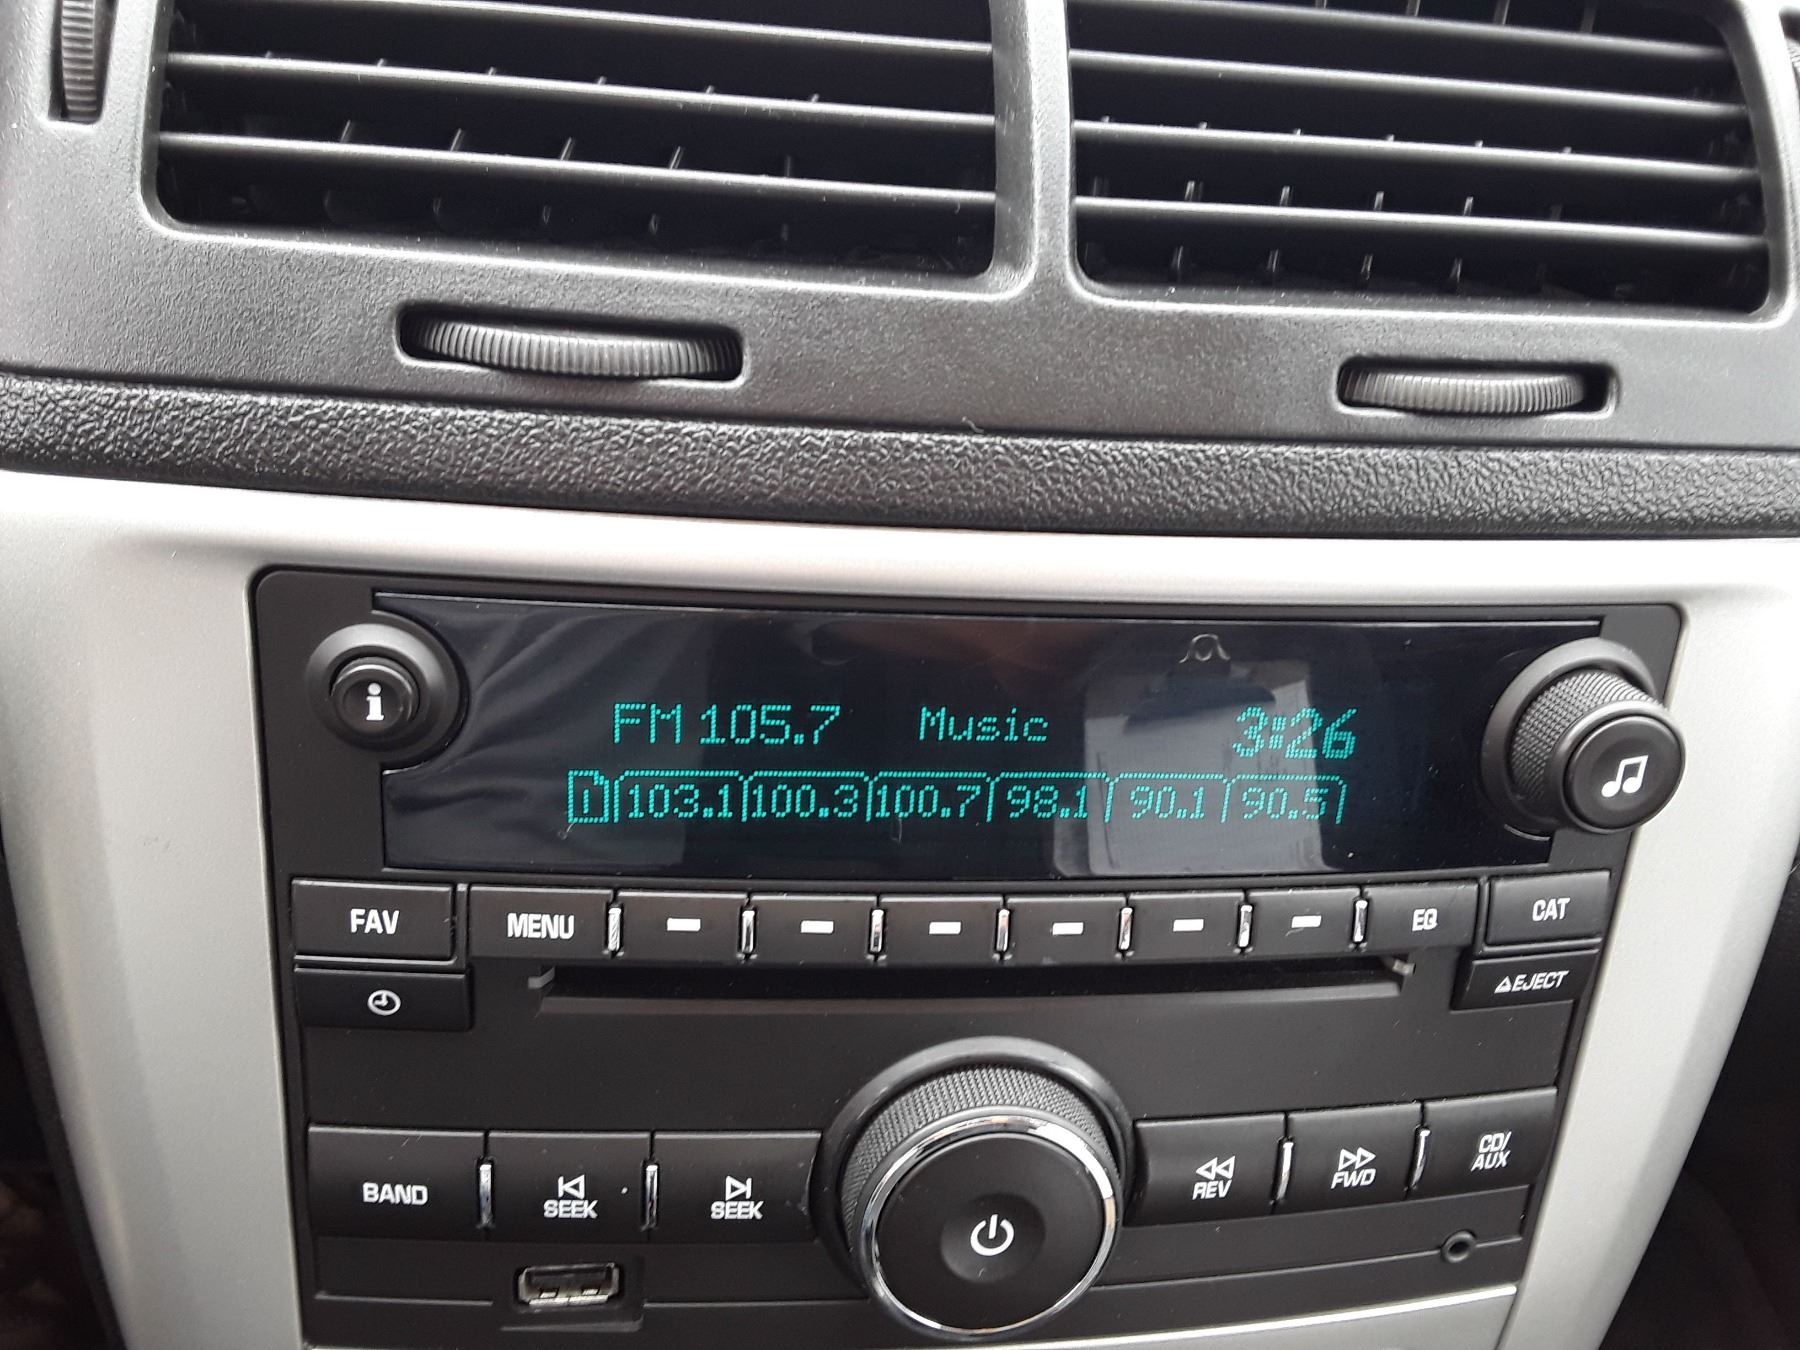 i
FM 105.7 Music 3:26
1 103.1 100.3 100.7 98.1 90.1 90.5
FAV MENU EQ CAT
EJECT
BAND SEEK SEEK REV FWD CD/
AUX